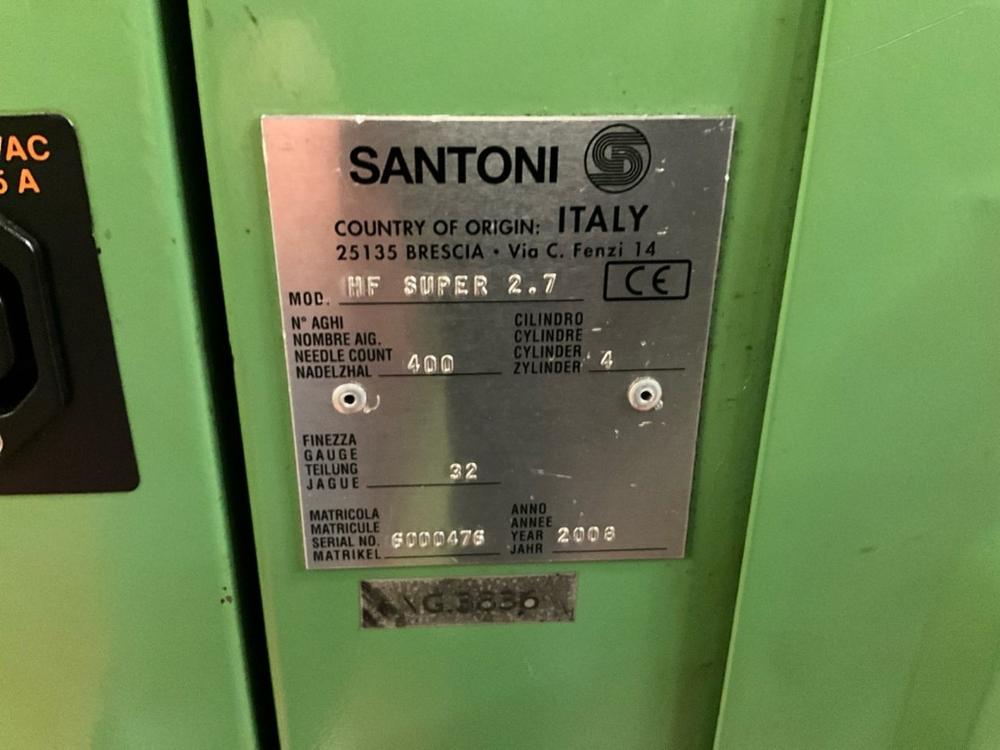 VAC
5 A
SANTONI
COUNTRY OF ORIGIN: ITALY
25135 BRESCIA · Via C. Fenzi 14
MOD. HF SUPER 2.7
CE
N° AGHI
NOMBRE AIG.
NEEDLE COUNT
NADELZHAL 400
CILINDRO
CYLINDRE
CYLINDER
ZYLINDER 4
FINEZZA
GAUGE
TEILUNG
JAGUE 32
MATRICOLA
MATRICULE
SERIAL NO.
MATRIKEL 6000476
ANNO
ANNEE
YEAR
JAHR 2008